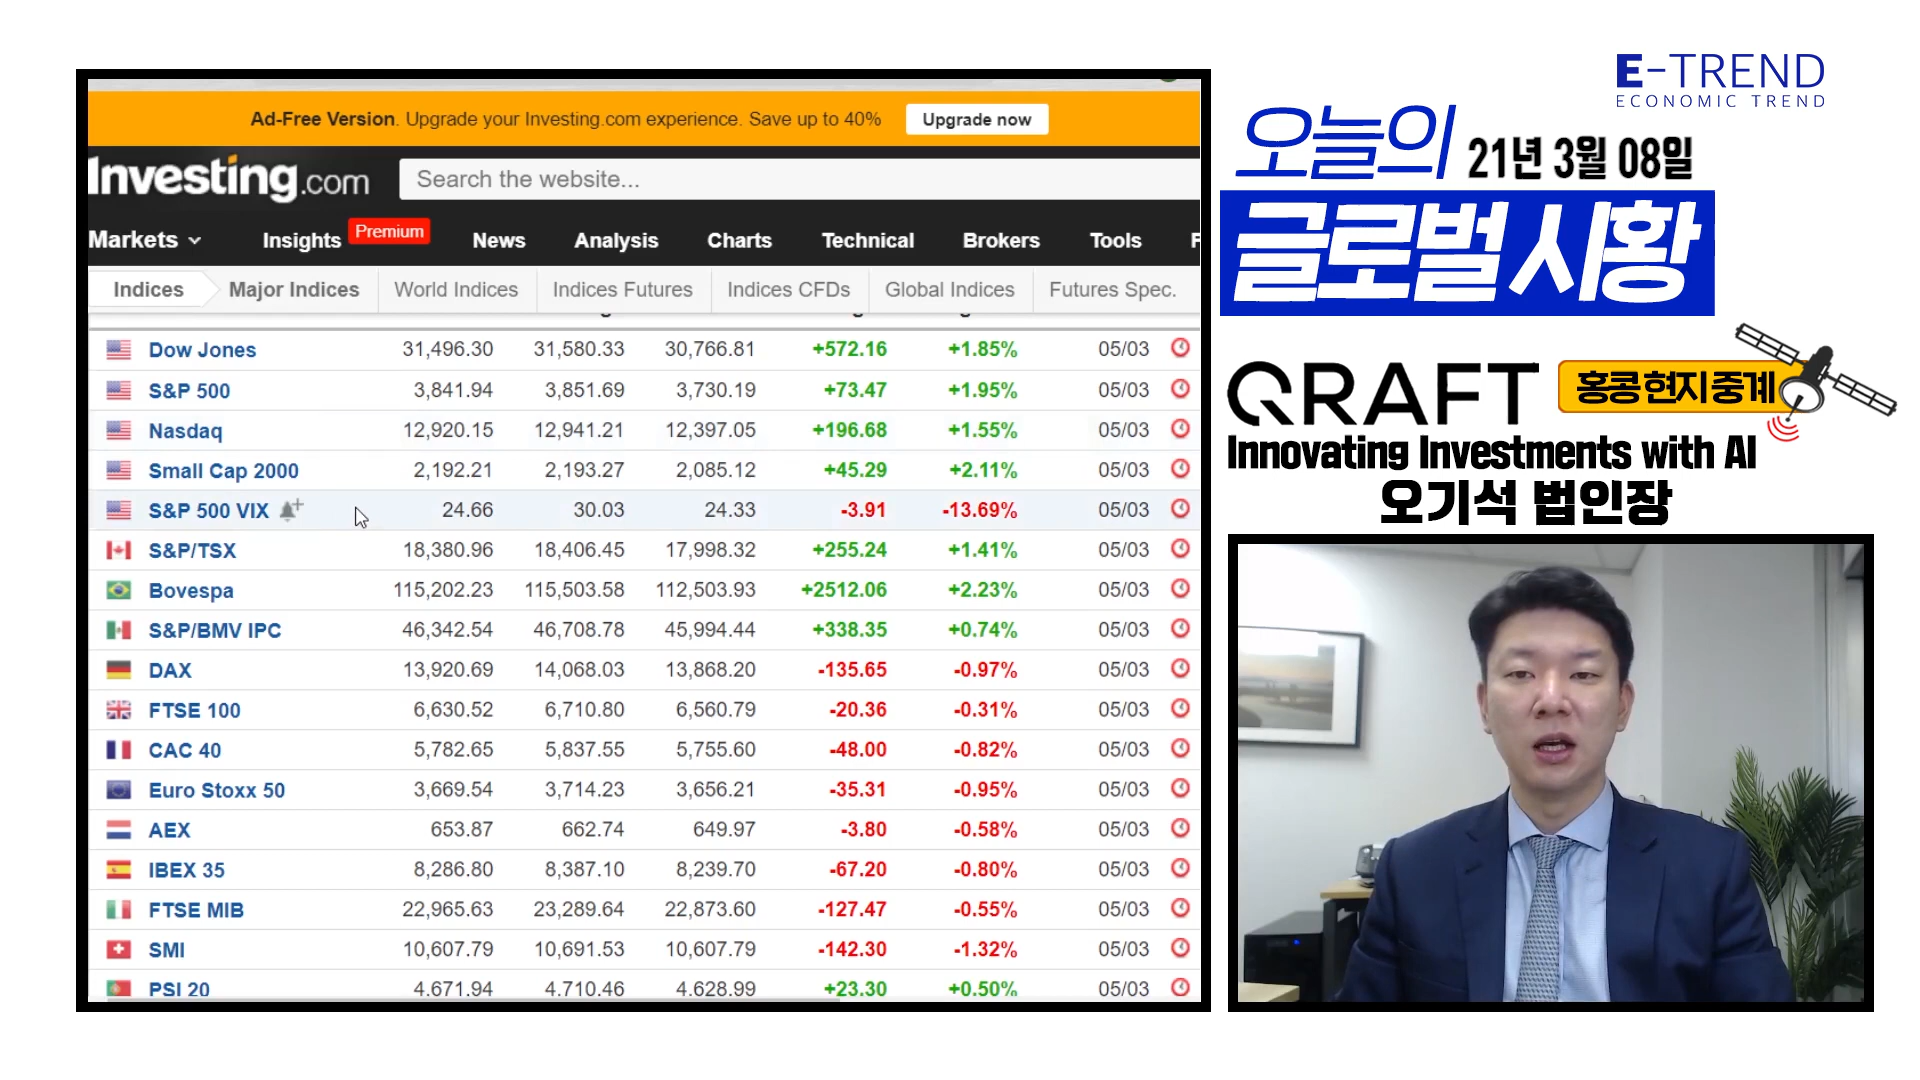 Ad-Free Version. Upgrade your Investing.com experience. Save up to 40% Upgrade now
Investing.com Search the website...
Markets Insights Premium News Analysis Charts Technical Brokers Tools
Indices Major Indices World Indices Indices Futures Indices CFDs Global Indices Futures Spec.
Dow Jones 31,496.30 31,580.33 30,766.81 +572.16 +1.85% 05/03
S&P 500 3,841.94 3,851.69 3,730.19 +73.47 +1.95% 05/03
Nasdaq 12,920.15 12,941.21 12,397.05 +196.68 +1.55% 05/03
Small Cap 2000 2,192.21 2,193.27 2,085.12 +45.29 +2.11% 05/03
S&P 500 VIX 24.66 30.03 24.33 -3.91 -13.69% 05/03
S&P/TSX 18,380.96 18,406.45 17,998.32 +255.24 +1.41% 05/03
Bovespa 115,202.23 115,503.58 112,503.93 +2512.06 +2.23% 05/03
S&P/BMV IPC 46,342.54 46,708.78 45,994.44 +338.35 +0.74% 05/03
DAX 13,920.69 14,068.03 13,868.20 -135.65 -0.97% 05/03
FTSE 100 6,630.52 6,710.80 6,560.79 -20.36 -0.31% 05/03
CAC 40 5,782.65 5,837.55 5,755.60 -48.00 -0.82% 05/03
Euro Stoxx 50 3,669.54 3,714.23 3,656.21 -35.31 -0.95% 05/03
AEX 653.87 662.74 649.97 -3.80 -0.58% 05/03
IBEX 35 8,286.80 8,387.10 8,239.70 -67.20 -0.80% 05/03
FTSE MIB 22,965.63 23,289.64 22,873.60 -127.47 -0.55% 05/03
SMI 10,607.79 10,691.53 10,607.79 -142.30 -1.32% 05/03
PSI 20 4,671.94 4,710.46 4,628.99 +23.30 +0.50% 05/03
E-TREND
ECONOMIC TREND
오늘의 21년 3월 08일
글로벌 시황
QRAFT 홍콩 현지 중계
Innovating Investments with AI
오기석 법인장